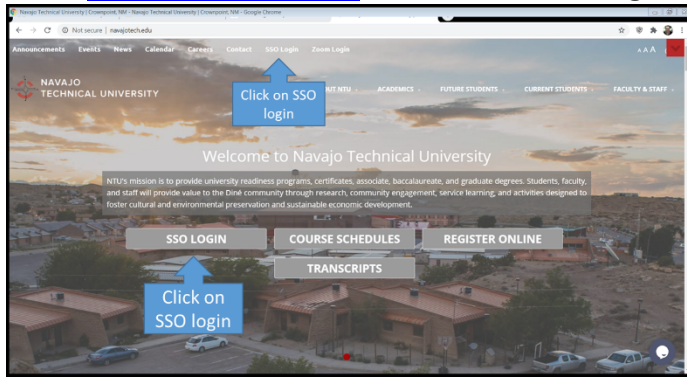 Navajo Technical University | Crownpoint, NM - Navajo Technical University | Crownpoint, NM - Google Chrome
Not secure | navajotech.edu
Announcements Events News Calendar Careers Contact SSO Login Zoom Login
A A A
NAVAJO
TECHNICAL UNIVERSITY
OUT NTU ACADEMICS FUTURE STUDENTS CURRENT STUDENTS FACULTY & STAFF
Click on SSO
login
Welcome to Navajo Technical University
NTU's mission is to provide university readiness programs, certificates, associate, baccalaureate, and graduate degrees. Students, faculty,
and staff will provide value to the Diné community through research, community engagement, service learning, and activities designed to
foster cultural and environmental preservation and sustainable economic development.
SSO LOGIN COURSE SCHEDULES REGISTER ONLINE
TRANSCRIPTS
Click on
SSO login